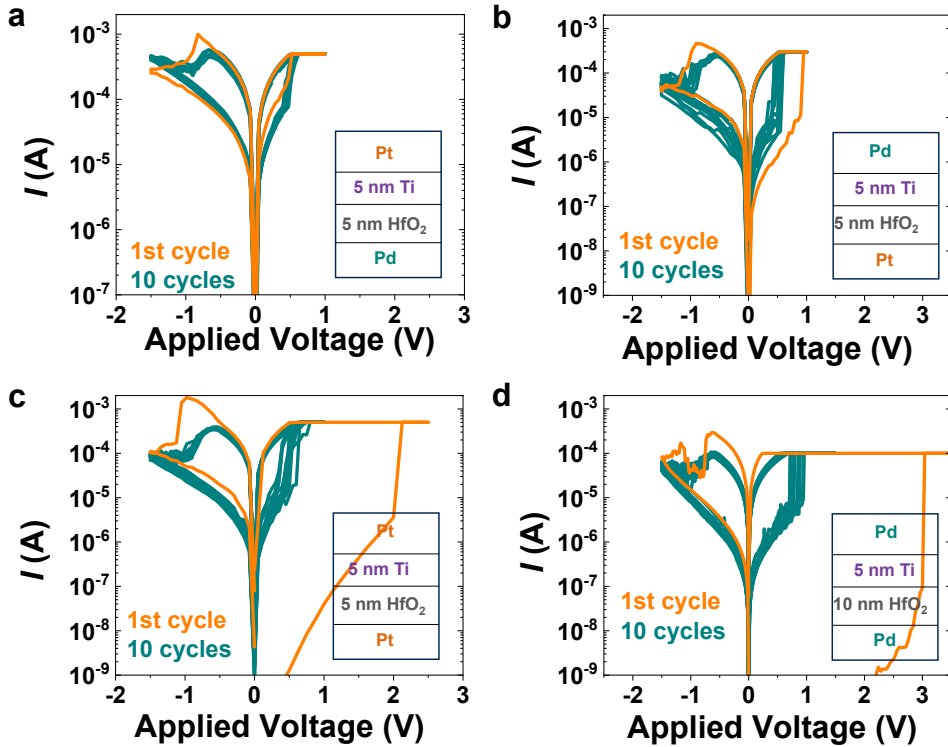 a
I (A)
10⁻³
10⁻⁴
10⁻⁵
10⁻⁶
10⁻⁷
-2 -1 0 1 2 3
Applied Voltage (V)
1st cycle
10 cycles
Pt
5 nm Ti
5 nm HfO₂
Pd
b
I (A)
10⁻³
10⁻⁴
10⁻⁵
10⁻⁶
10⁻⁷
10⁻⁸
10⁻⁹
-2 -1 0 1 2 3
Applied Voltage (V)
1st cycle
10 cycles
Pd
5 nm Ti
5 nm HfO₂
Pt
c
I (A)
10⁻³
10⁻⁴
10⁻⁵
10⁻⁶
10⁻⁷
10⁻⁸
10⁻⁹
-2 -1 0 1 2 3
Applied Voltage (V)
1st cycle
10 cycles
Pt
5 nm Ti
5 nm HfO₂
Pt
d
I (A)
10⁻³
10⁻⁴
10⁻⁵
10⁻⁶
10⁻⁷
10⁻⁸
10⁻⁹
-2 -1 0 1 2 3
Applied Voltage (V)
1st cycle
10 cycles
Pd
5 nm Ti
10 nm HfO₂
Pd